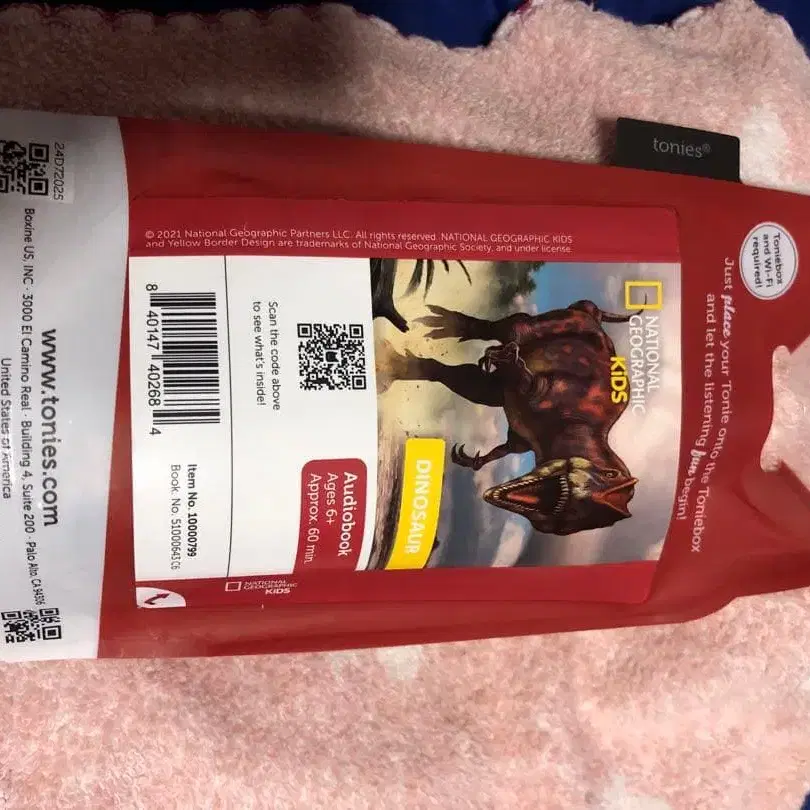 tonies®
Toniebox
and Wi-Fi
required!
Just place your Tonie onto the Toniebox
and let the listening fun begin!
NATIONAL
GEOGRAPHIC
KIDS
DINOSAUR
Audiobook
Ages 6+
Approx. 60 min.
Scan the code above
to see what's inside!
Item No. 10000799
Book. No. 51000643 C6
8 40147 40268 4
© 2021 National Geographic Partners LLC. All rights reserved. NATIONAL GEOGRAPHIC KIDS
and Yellow Border Design are trademarks of National Geographic Society, and under license.
NATIONAL
GEOGRAPHIC
KIDS
24D72025
www.tonies.com
Boxine US, INC · 3000 El Camino Real · Building 4, Suite 200 · Palo Alto, CA 94306
United States of America